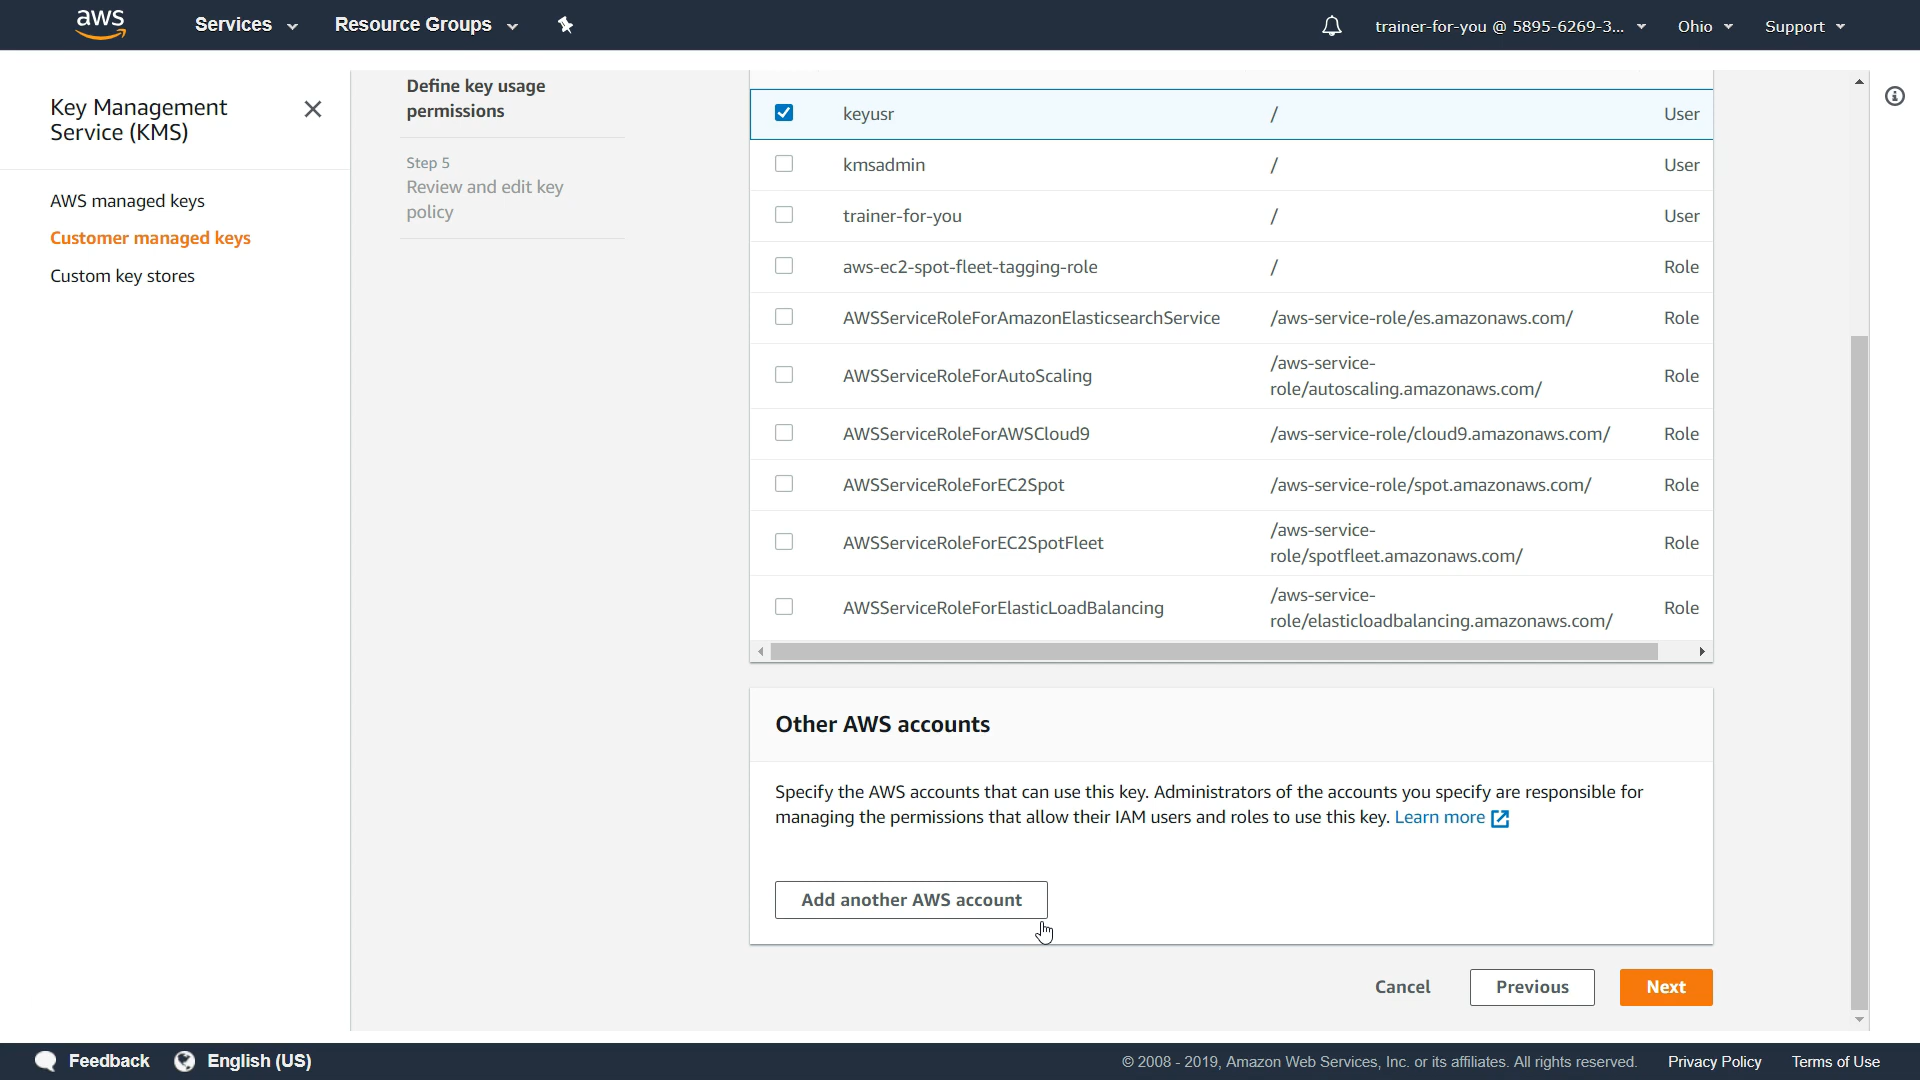 aws Services Resource Groups trainer-for-you @ 5895-6269-3... Ohio Support
Key Management
Service (KMS)
AWS managed keys
Customer managed keys
Custom key stores
Define key usage
permissions
Step 5
Review and edit key
policy
keyusr / User
kmsadmin / User
trainer-for-you / User
aws-ec2-spot-fleet-tagging-role / Role
AWSServiceRoleForAmazonElasticsearchService /aws-service-role/es.amazonaws.com/ Role
AWSServiceRoleForAutoScaling /aws-service-
role/autoscaling.amazonaws.com/ Role
AWSServiceRoleForAWSCloud9 /aws-service-role/cloud9.amazonaws.com/ Role
AWSServiceRoleForEC2Spot /aws-service-role/spot.amazonaws.com/ Role
AWSServiceRoleForEC2SpotFleet /aws-service-
role/spotfleet.amazonaws.com/ Role
AWSServiceRoleForElasticLoadBalancing /aws-service-
role/elasticloadbalancing.amazonaws.com/ Role
Other AWS accounts
Specify the AWS accounts that can use this key. Administrators of the accounts you specify are responsible for
managing the permissions that allow their IAM users and roles to use this key. Learn more
Add another AWS account
Cancel Previous Next
Feedback English (US) © 2008 - 2019, Amazon Web Services, Inc. or its affiliates. All rights reserved. Privacy Policy Terms of Use